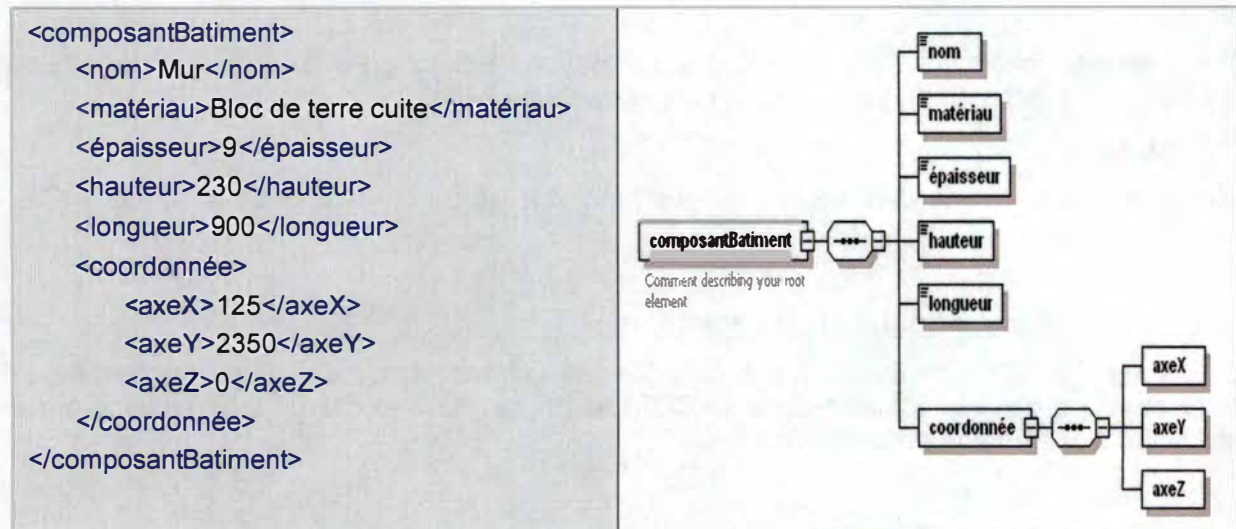 <composantBatiment>
<nom>Mur</nom>
<matériau>Bloc de terre cuite</matériau>
<épaisseur>9</épaisseur>
<hauteur>230</hauteur>
<longueur>900</longueur>
<coordonnée>
<axeX>125</axeX>
<axeY>2350</axeY>
<axeZ>0</axeZ>
</coordonnée>
</composantBatiment>
nom
matériau
épaisseur
composantBatiment
hauteur
Comment describing your root
element
longueur
coordonnée
axeX
axeY
axeZ